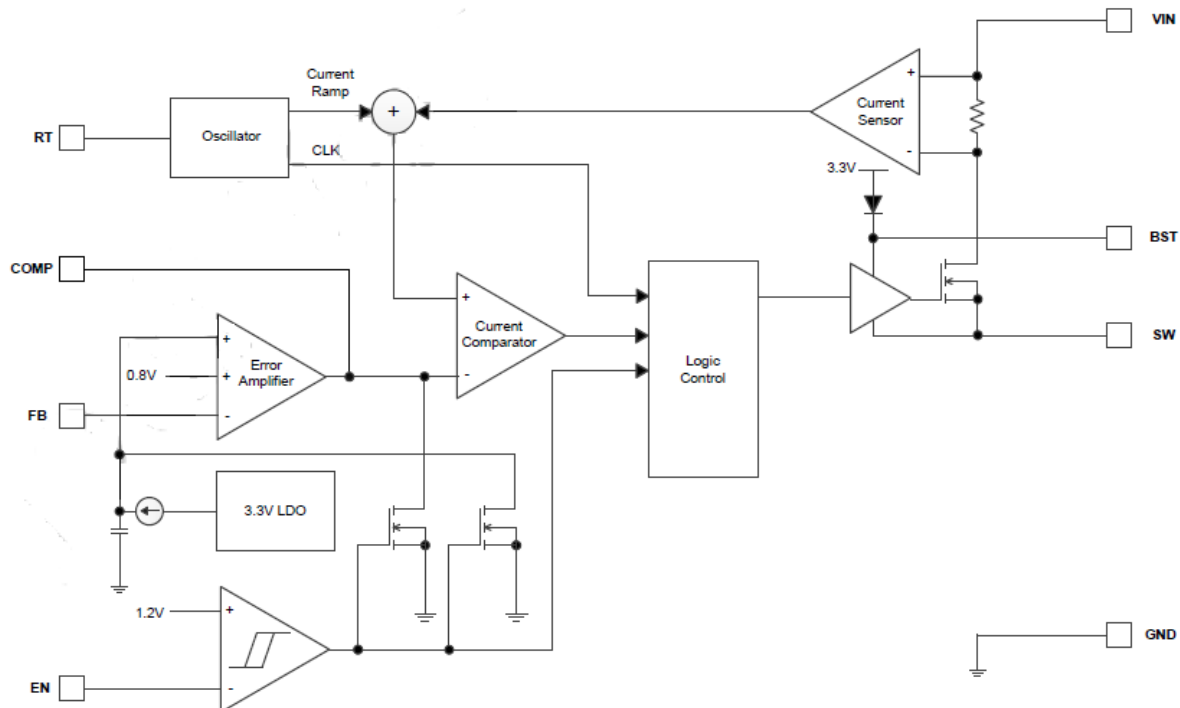 VIN
Current
Ramp
+
+
Current
Sensor
-
RT
Oscillator
CLK
3.3V
BST
COMP
+
Current
Comparator
-
+
Error
Amplifier
0.8V
+
-
FB
Logic
Control
SW
3.3V LDO
1.2V
+
-
EN
GND